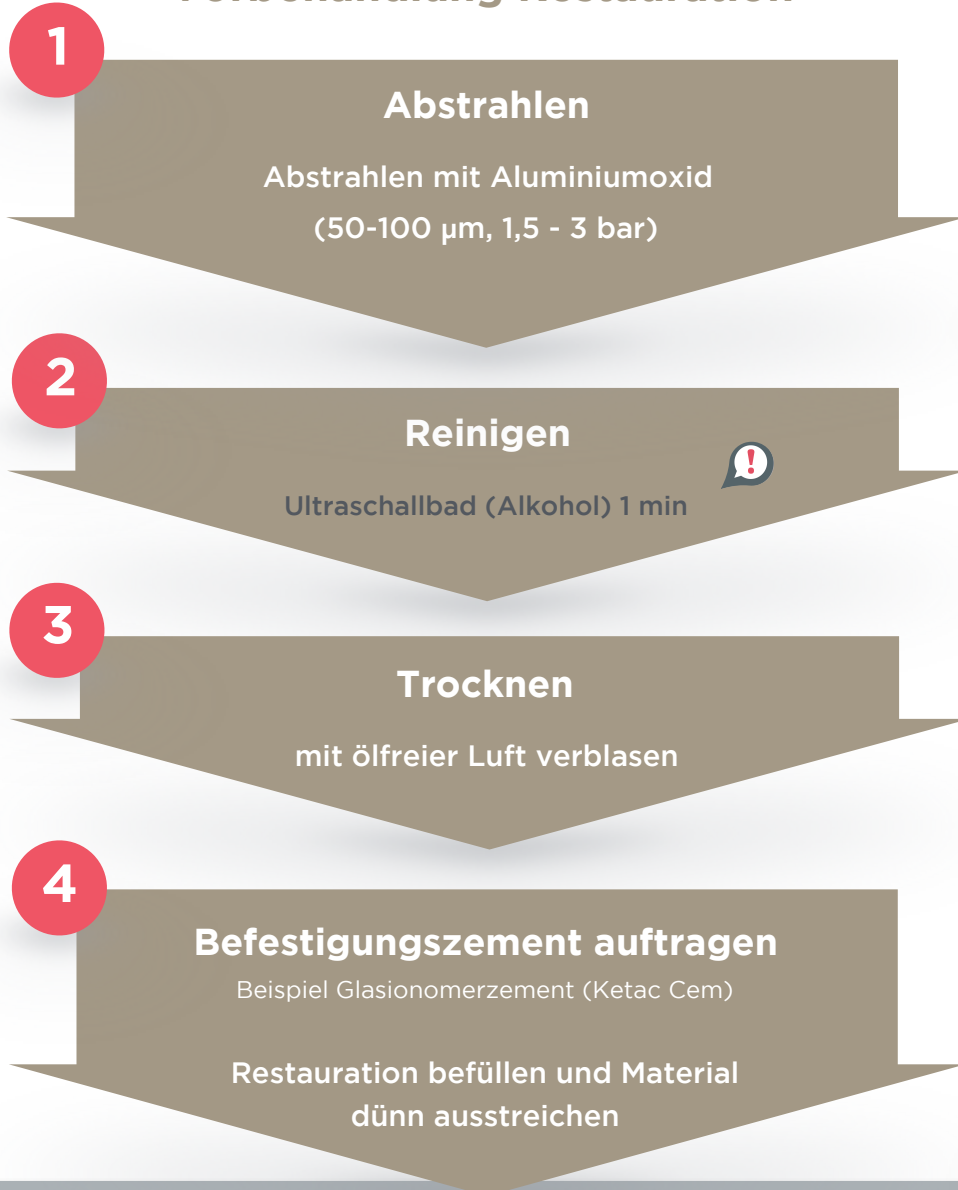 1
Abstrahlen
Abstrahlen mit Aluminiumoxid
(50-100 µm, 1,5 - 3 bar)
2
Reinigen
!
Ultraschallbad (Alkohol) 1 min
3
Trocknen
mit ölfreier Luft verblasen
4
Befestigungszement auftragen
Beispiel Glasionomerzement (Ketac Cem)
Restauration befüllen und Material
dünn ausstreichen